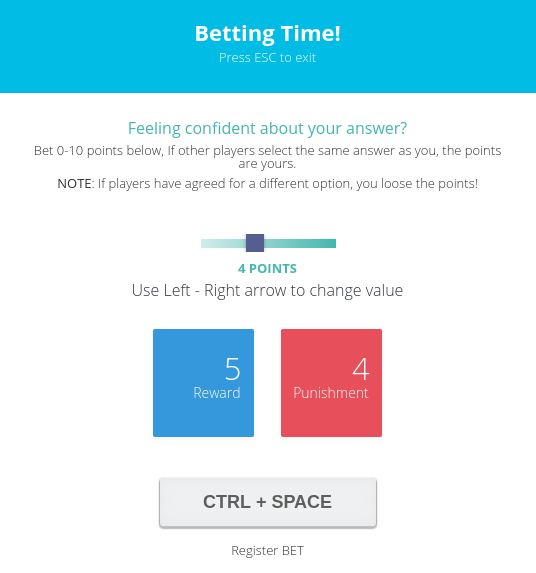 Betting Time!
Press ESC to exit
Feeling confident about your answer?
Bet 0-10 points below, If other players select the same answer as you, the points
are yours.
NOTE: If players have agreed for a different option, you loose the points!
4 POINTS
Use Left - Right arrow to change value
5
Reward
4
Punishment
CTRL + SPACE
Register BET